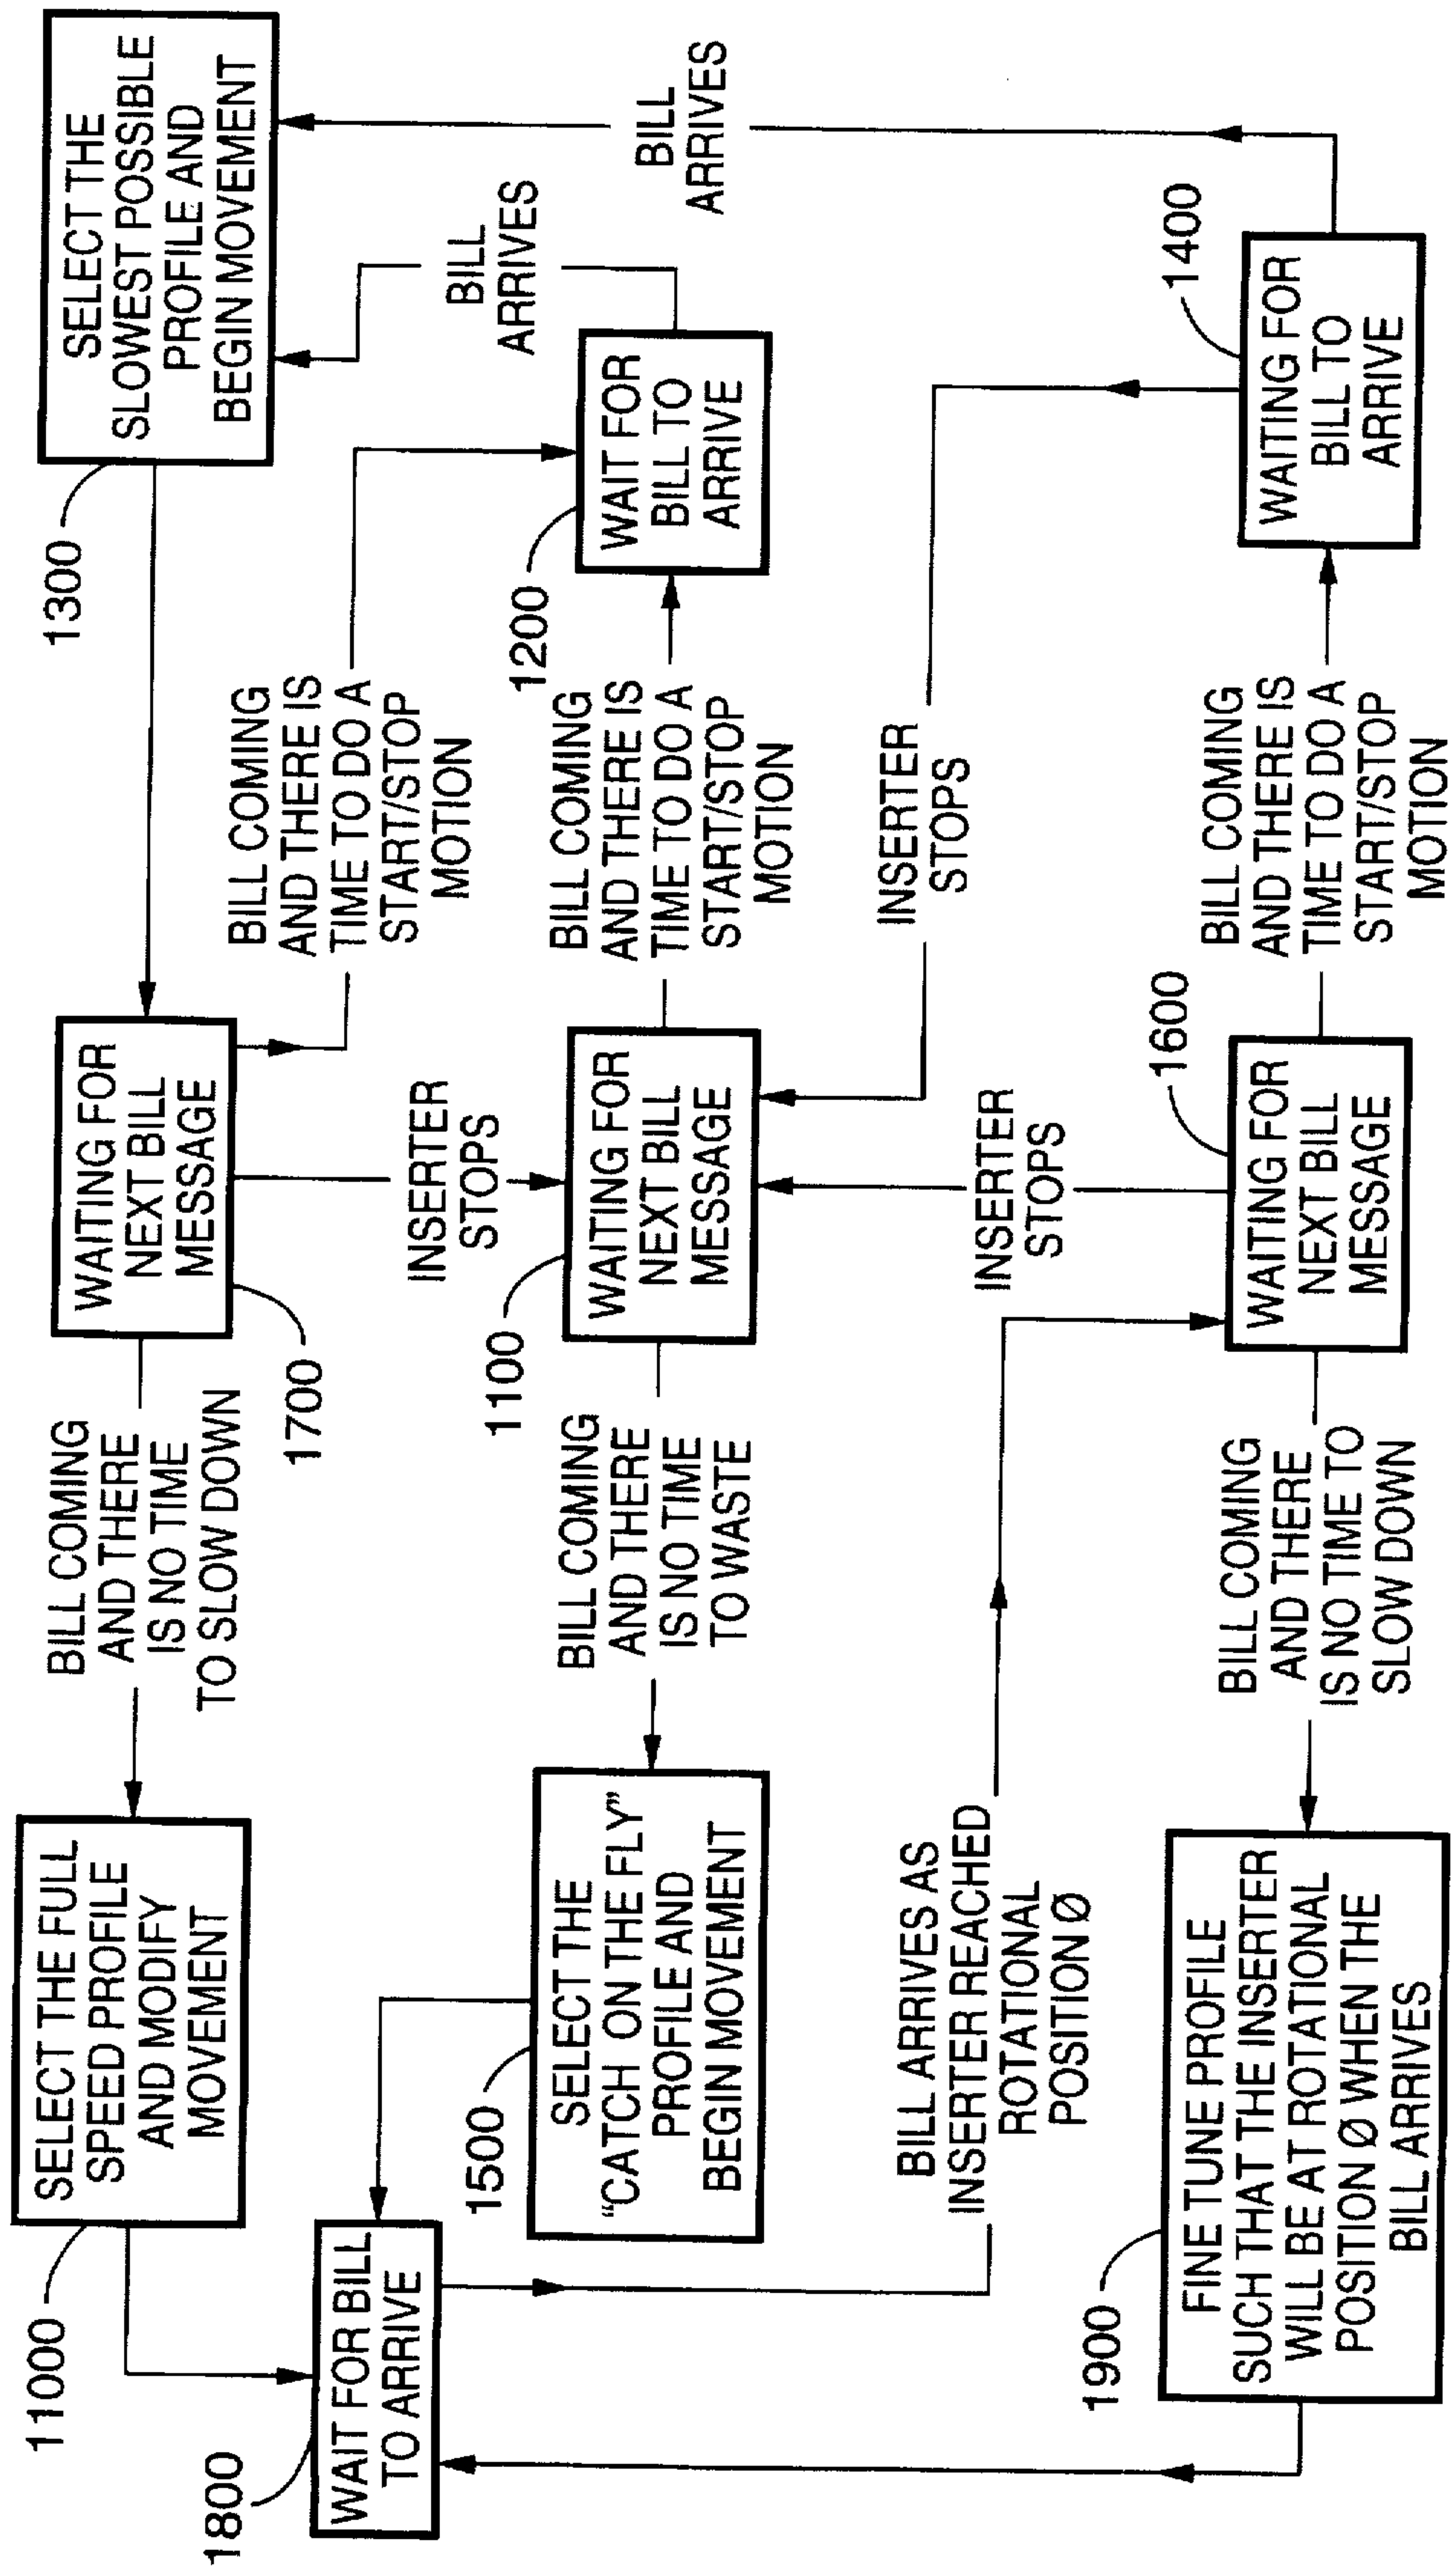 11000
SELECT THE FULL
SPEED PROFILE
AND MODIFY
MOVEMENT
BILL COMING
AND THERE
IS NO TIME
TO SLOW DOWN
WAITING FOR
NEXT BILL
MESSAGE
1700
1300
SELECT THE
SLOWEST POSSIBLE
PROFILE AND
BEGIN MOVEMENT
BILL COMING
AND THERE IS
TIME TO DO A
START/STOP
MOTION
INSERTER
STOPS
BILL
ARRIVES
1800
WAIT FOR BILL
TO ARRIVE
1500
SELECT THE
"CATCH ON THE FLY"
PROFILE AND
BEGIN MOVEMENT
BILL COMING
AND THERE
IS NO TIME
TO WASTE
1100
WAITING FOR
NEXT BILL
MESSAGE
BILL COMING
AND THERE IS
TIME TO DO A
START/STOP
MOTION
1200
WAIT FOR
BILL TO
ARRIVE
BILL
ARRIVES
BILL ARRIVES AS
INSERTER REACHED
ROTATIONAL
POSITION Ø
INSERTER
STOPS
INSERTER
STOPS
1900
FINE TUNE PROFILE
SUCH THAT THE INSERTER
WILL BE AT ROTATIONAL
POSITION Ø WHEN THE
BILL ARRIVES
BILL COMING
AND THERE
IS NO TIME TO
SLOW DOWN
1600
WAITING FOR
NEXT BILL
MESSAGE
BILL COMING
AND THERE IS
TIME TO DO A
START/STOP
MOTION
1400
WAITING FOR
BILL TO
ARRIVE